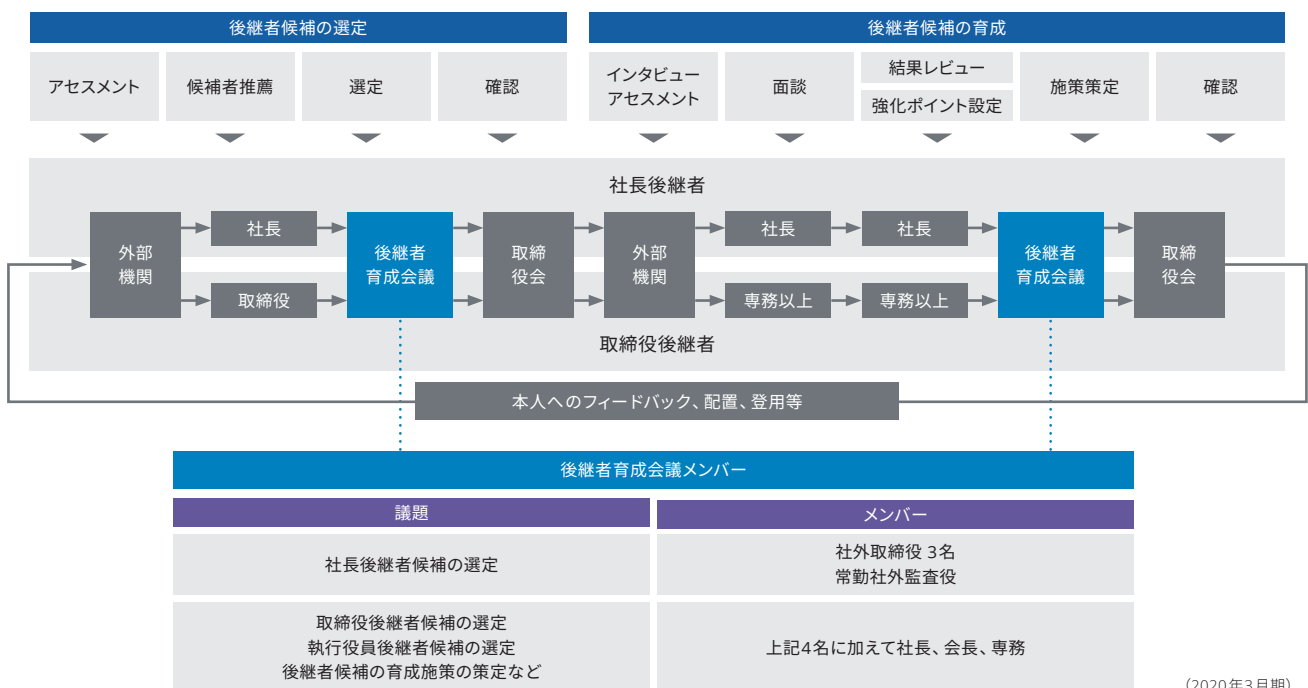 後継者候補の選定
後継者候補の育成
アセスメント
候補者推薦
選定
確認
インタビュー
アセスメント
面談
結果レビュー
強化ポイント設定
施策策定
確認
社長後継者
外部
機関
社長
取締役
後継者
育成会議
取締
役会
外部
機関
社長
専務以上
社長
専務以上
後継者
育成会議
取締
役会
取締役後継者
本人へのフィードバック、配置、登用等
後継者育成会議メンバー
議題
メンバー
社長後継者候補の選定
社外取締役 3名
常勤社外監査役
取締役後継者候補の選定
執行役員後継者候補の選定
後継者候補の育成施策の策定など
上記4名に加えて社長、会長、専務
(2020年3月期)